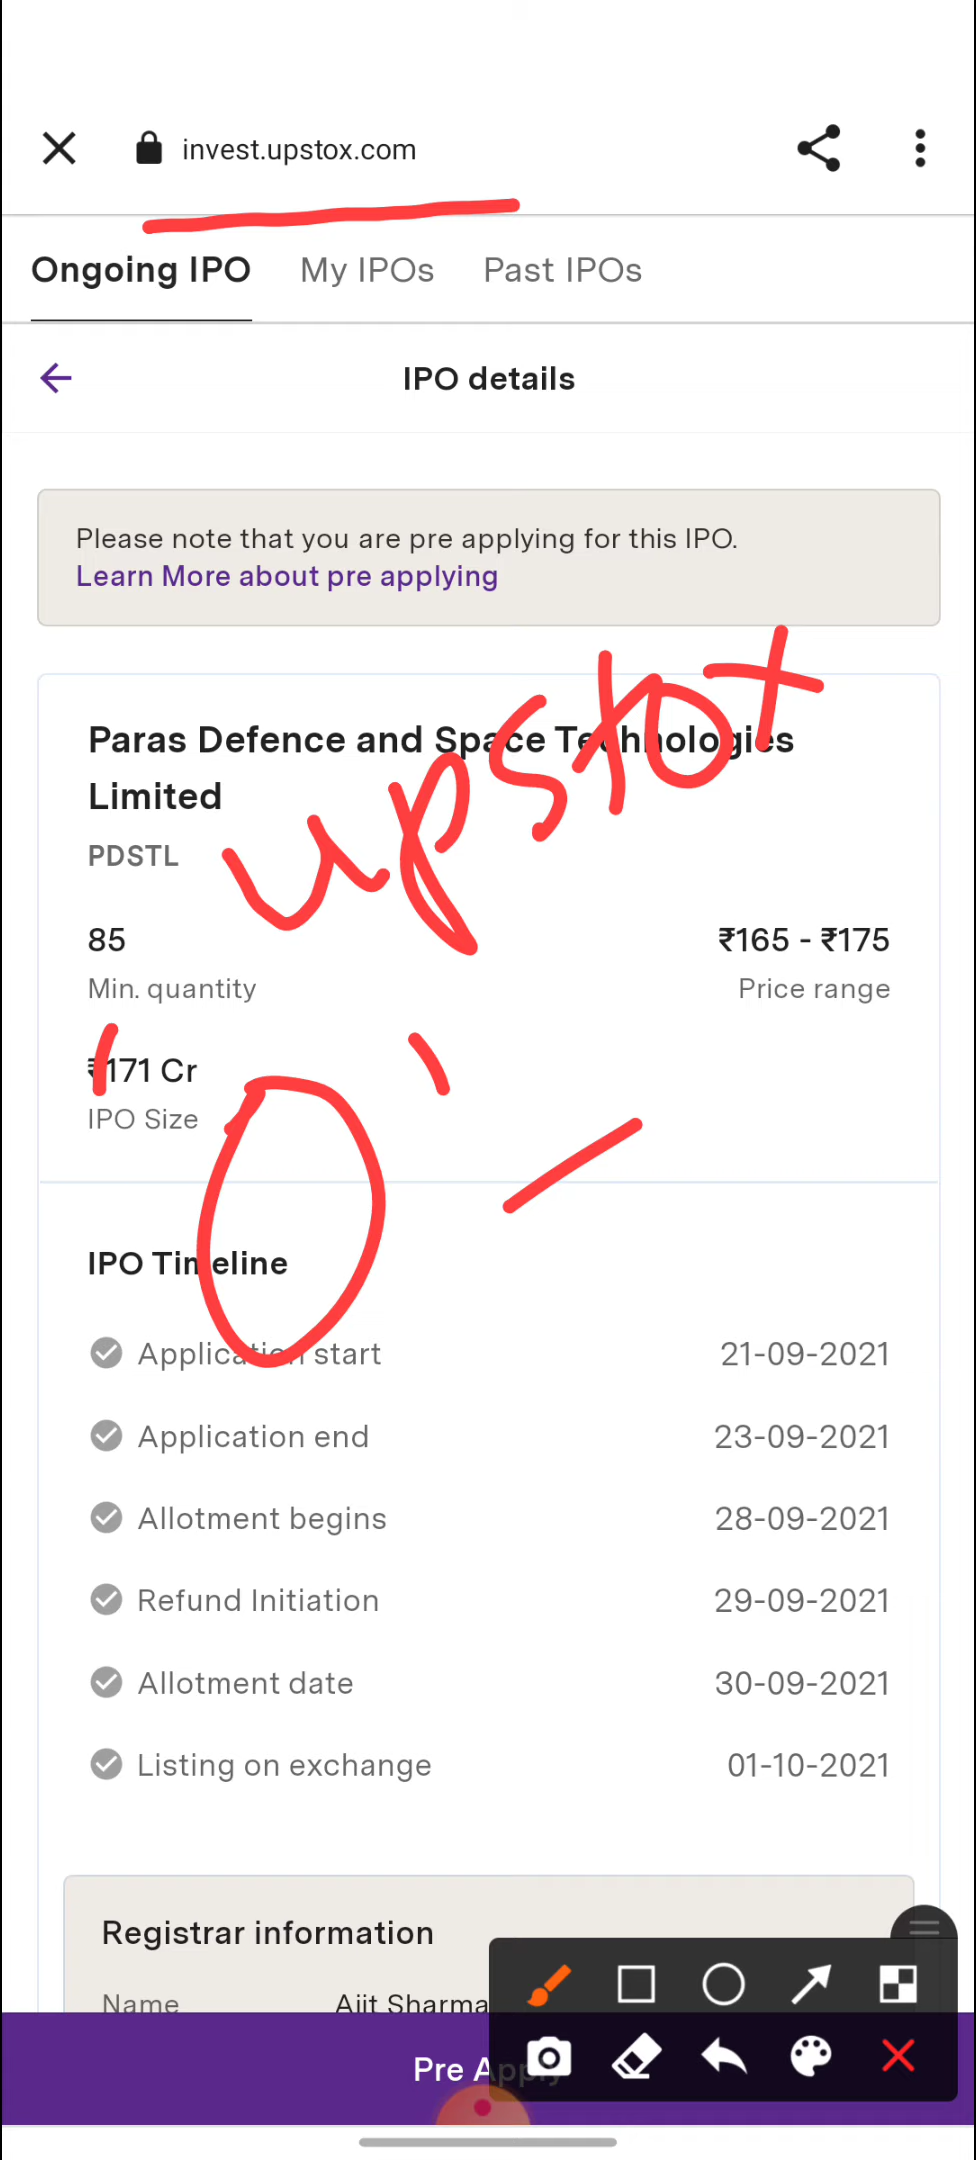 invest.upstox.com
Ongoing IPO My IPOs Past IPOs
IPO details
Please note that you are pre applying for this IPO.
Learn More about pre applying
upstox
Paras Defence and Space Technologies
Limited
PDSTL
85 ₹165 - ₹175
Min. quantity Price range
₹171 Cr
IPO Size
IPO Timeline
Application start 21-09-2021
Application end 23-09-2021
Allotment begins 28-09-2021
Refund Initiation 29-09-2021
Allotment date 30-09-2021
Listing on exchange 01-10-2021
Registrar information
Name Ajit Sharma
Pre Apply